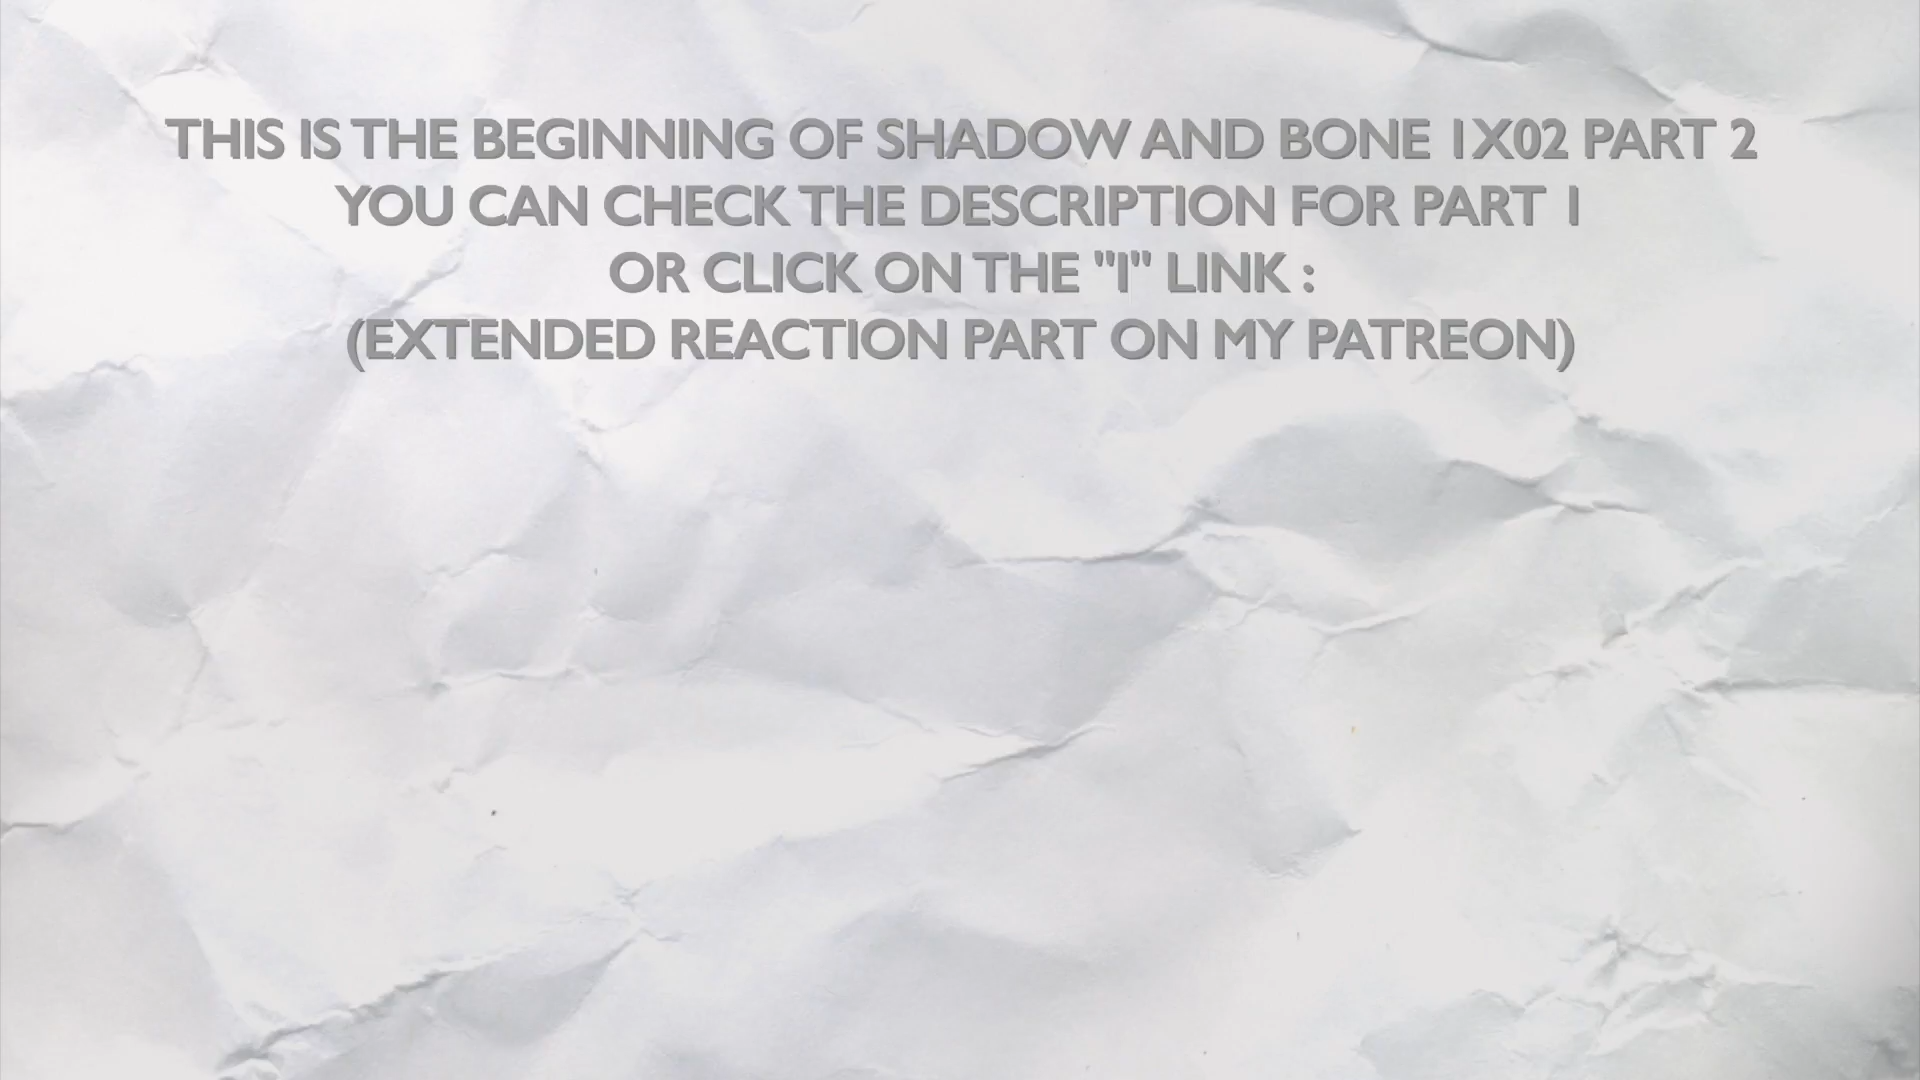 THIS IS THE BEGINNING OF SHADOW AND BONE 1X02 PART 2
YOU CAN CHECK THE DESCRIPTION FOR PART 1
OR CLICK ON THE "I" LINK :
(EXTENDED REACTION PART ON MY PATREON)